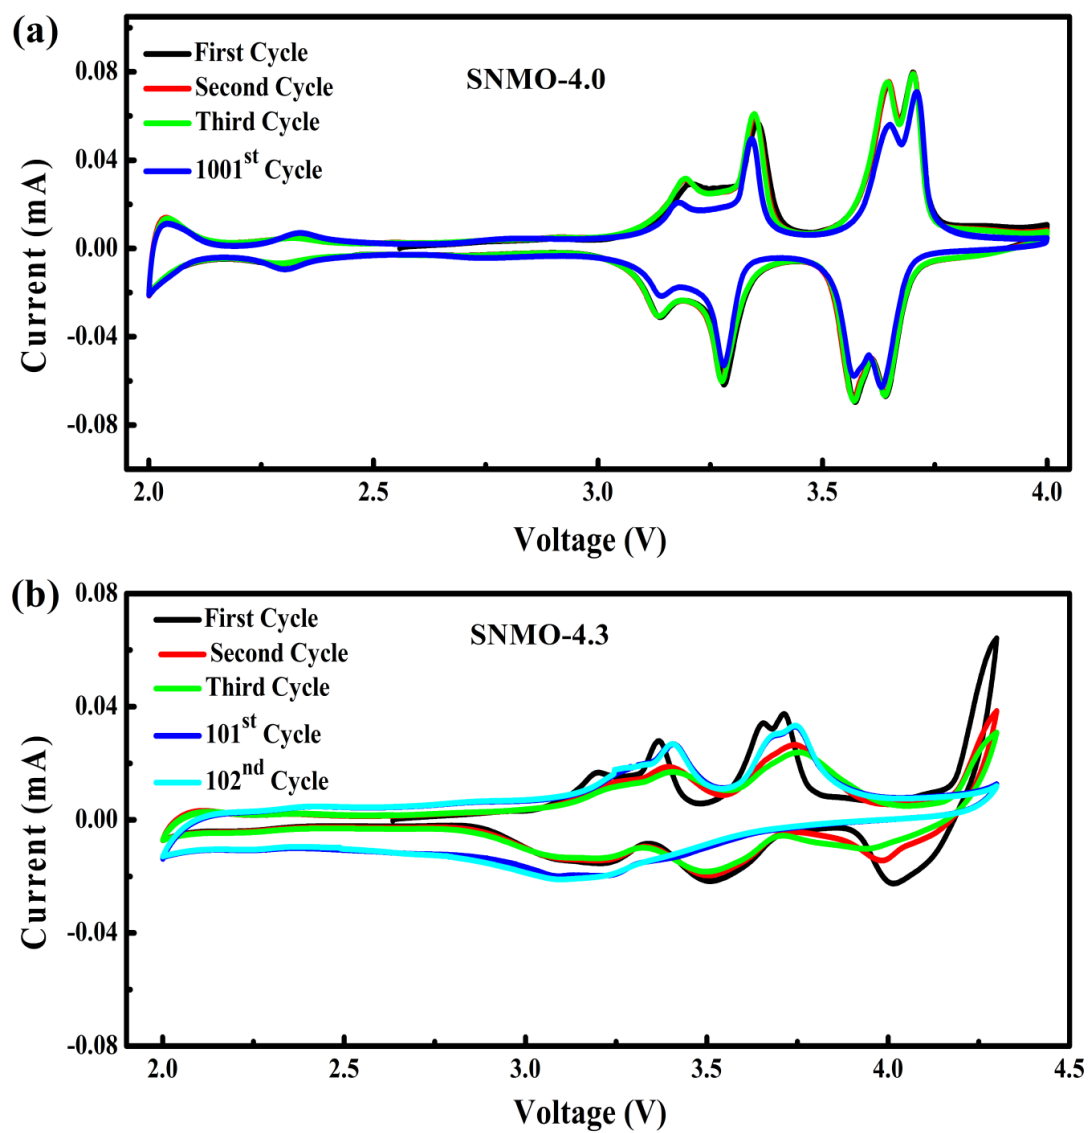 (a)
First Cycle
Second Cycle
Third Cycle
1001st Cycle
SNMO-4.0
0.08
0.04
0.00
-0.04
-0.08
Current (mA)
2.0 2.5 3.0 3.5 4.0
Voltage (V)
(b)
First Cycle
Second Cycle
Third Cycle
101st Cycle
102nd Cycle
SNMO-4.3
0.08
0.04
0.00
-0.04
-0.08
Current (mA)
2.0 2.5 3.0 3.5 4.0 4.5
Voltage (V)